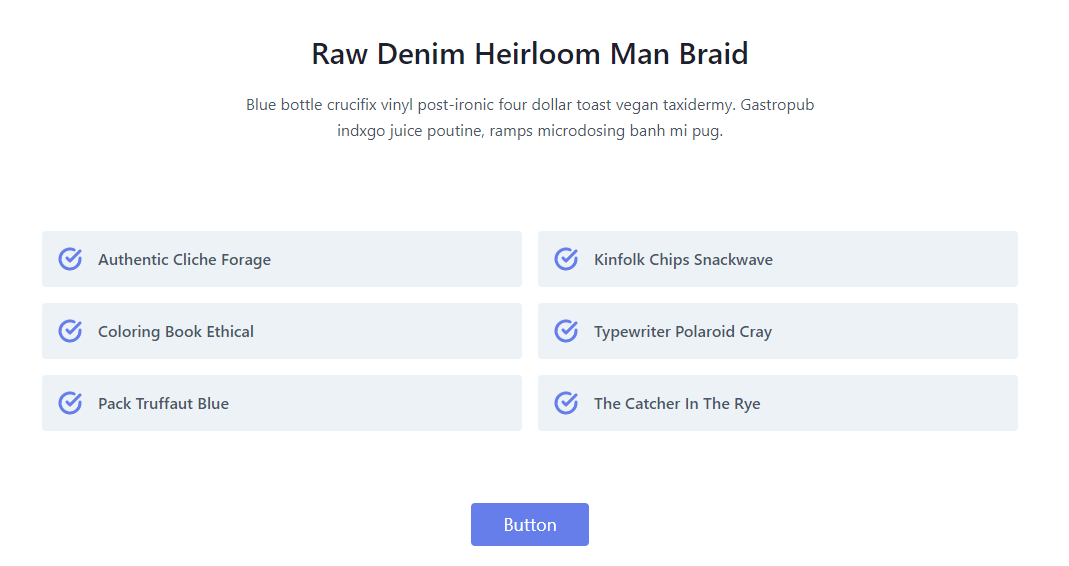 Raw Denim Heirloom Man Braid
Blue bottle crucifix vinyl post-ironic four dollar toast vegan taxidermy. Gastropub
indxgo juice poutine, ramps microdosing banh mi pug.
Authentic Cliche Forage
Kinfolk Chips Snackwave
Coloring Book Ethical
Typewriter Polaroid Cray
Pack Truffaut Blue
The Catcher In The Rye
Button